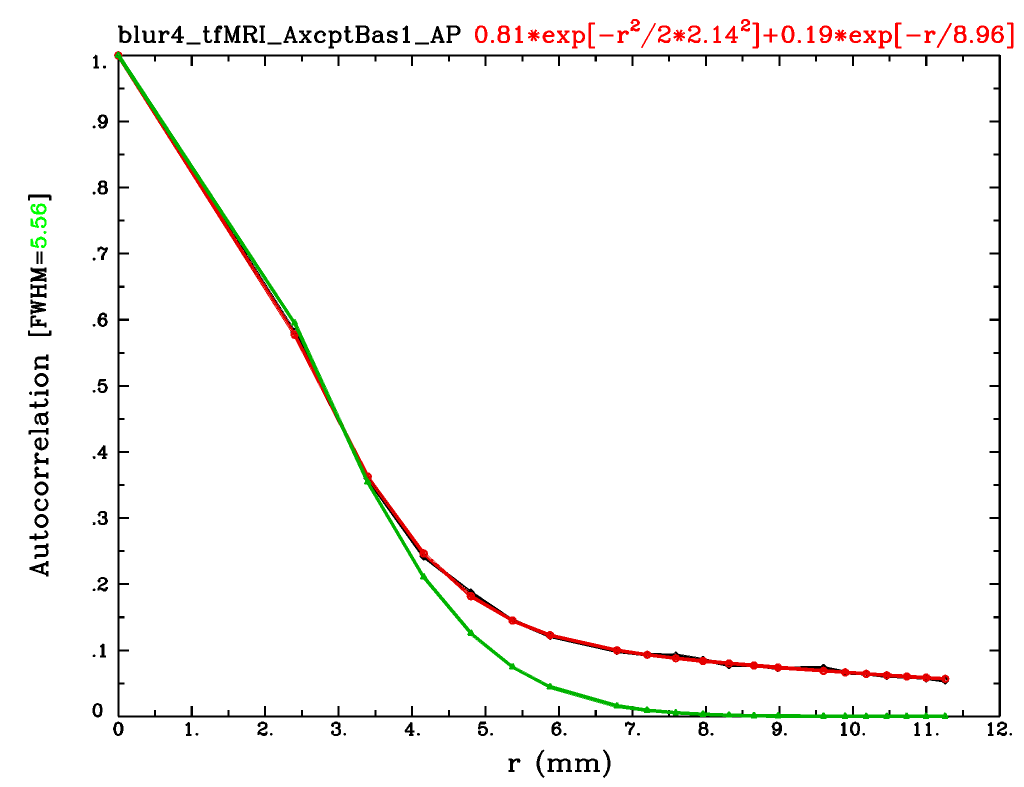 blur4_tfMRI_AxcptBas1_AP 0.81*exp[-r²/2*2.14²]+0.19*exp[-r/8.96]
1.
.9
.8
.7
.6
.5
.4
.3
.2
.1
0
Autocorrelation [FWHM=5.56]
0 1. 2. 3. 4. 5. 6. 7. 8. 9. 10. 11. 12.
r (mm)